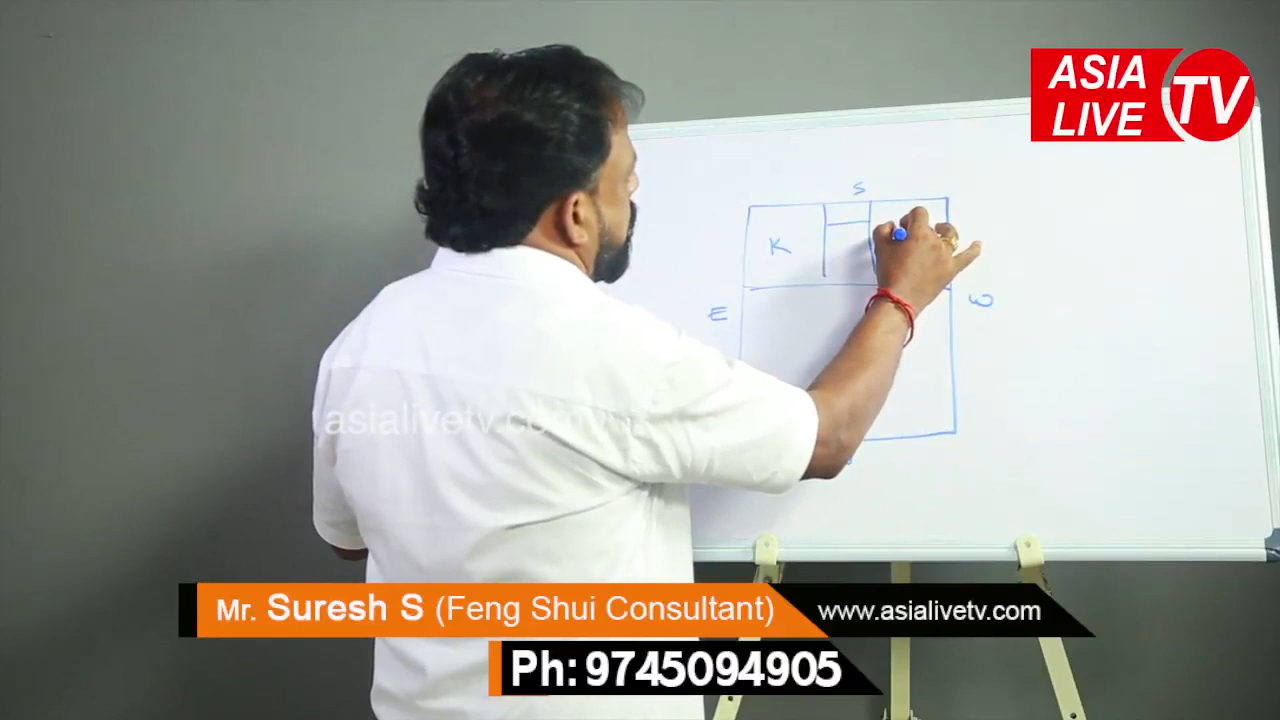 ASIA
LIVE
TV
S
K
E
W
asialivetv.com
Mr. Suresh S (Feng Shui Consultant)
www.asialivetv.com
Ph: 9745094905